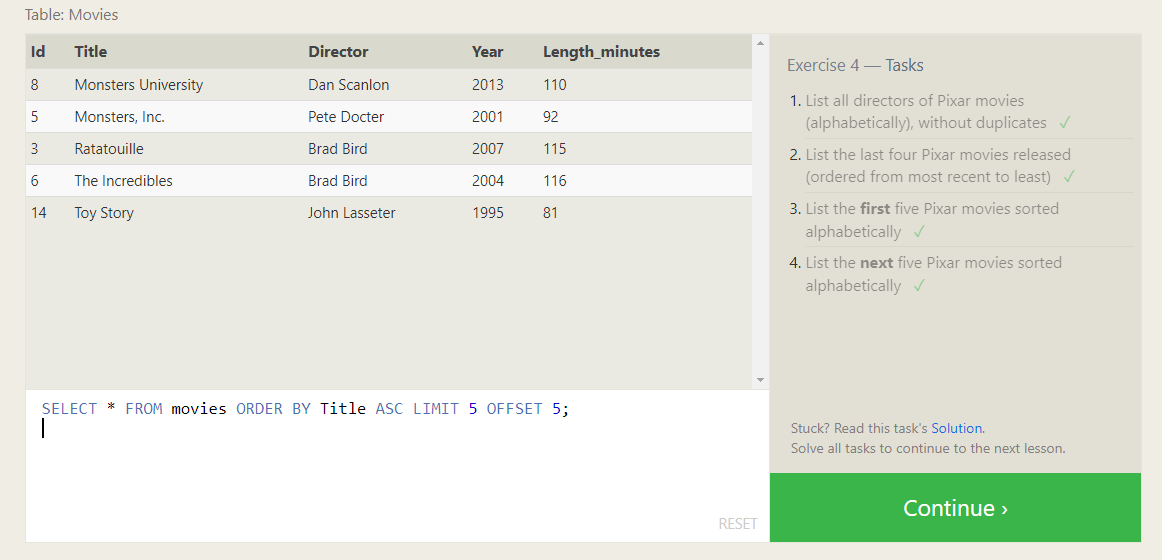 Table: Movies
Id Title Director Year Length_minutes
8 Monsters University Dan Scanlon 2013 110
5 Monsters, Inc. Pete Docter 2001 92
3 Ratatouille Brad Bird 2007 115
6 The Incredibles Brad Bird 2004 116
14 Toy Story John Lasseter 1995 81
SELECT * FROM movies ORDER BY Title ASC LIMIT 5 OFFSET 5;
RESET
Exercise 4 — Tasks
1. List all directors of Pixar movies
(alphabetically), without duplicates ✓
2. List the last four Pixar movies released
(ordered from most recent to least) ✓
3. List the first five Pixar movies sorted
alphabetically ✓
4. List the next five Pixar movies sorted
alphabetically ✓
Stuck? Read this task's Solution.
Solve all tasks to continue to the next lesson.
Continue ›